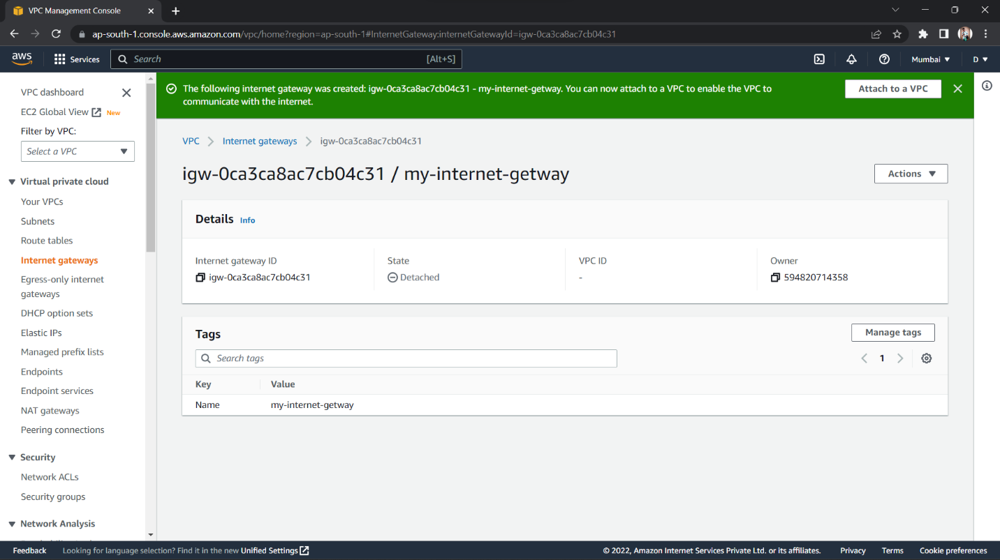 VPC Management Console
ap-south-1.console.aws.amazon.com/vpc/home?region=ap-south-1#InternetGateway:internetGatewayId=igw-0ca3ca8ac7cb04c31
aws
Services
Search
[Alt+S]
Mumbai
D
VPC dashboard
EC2 Global View
New
Filter by VPC:
Select a VPC
Virtual private cloud
Your VPCs
Subnets
Route tables
Internet gateways
Egress-only internet
gateways
DHCP option sets
Elastic IPs
Managed prefix lists
Endpoints
Endpoint services
NAT gateways
Peering connections
Security
Network ACLs
Security groups
Network Analysis
The following internet gateway was created: igw-0ca3ca8ac7cb04c31 - my-internet-getway. You can now attach to a VPC to enable the VPC to
communicate with the internet.
Attach to a VPC
VPC
Internet gateways
igw-0ca3ca8ac7cb04c31
igw-0ca3ca8ac7cb04c31 / my-internet-getway
Actions
Details Info
Internet gateway ID
igw-0ca3ca8ac7cb04c31
State
Detached
VPC ID
-
Owner
594820714358
Tags
Manage tags
Search tags
1
Key Value
Name my-internet-getway
Feedback
Looking for language selection? Find it in the new Unified Settings
© 2022, Amazon Internet Services Private Ltd. or its affiliates.
Privacy
Terms
Cookie preferences